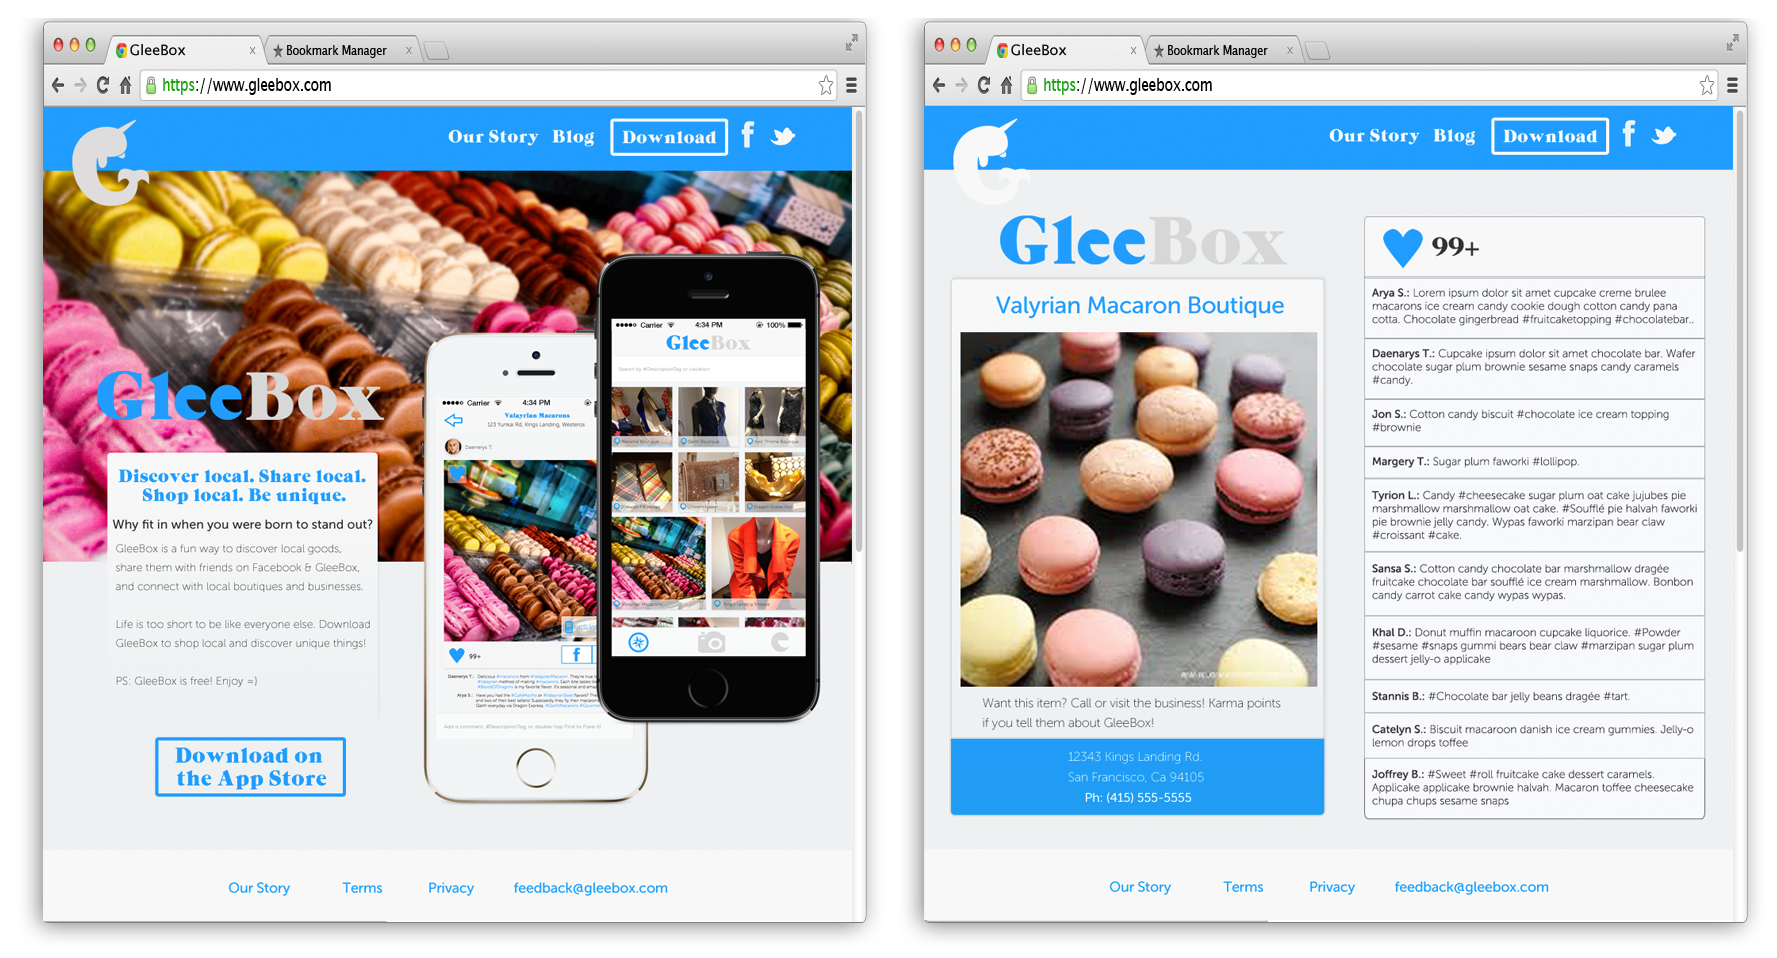 GleeBox
Bookmark Manager
https://www.gleebox.com
Our Story Blog Download
GleeBox
Discover local. Share local.
Shop local. Be unique.
Why fit in when you were born to stand out?
GleeBox is a fun way to discover local goods,
share them with friends on Facebook & GleeBox,
and connect with local boutiques and businesses.
Life is too short to be like everyone else. Download
GleeBox to shop local and discover unique things!
PS: GleeBox is free! Enjoy =)
Download on
the App Store
Carrier 4:34 PM
Valayrian Macarons
123 Yunkai Rd, Kings Landing, Westeros
Daenerys T.
99+
Carrier 4:34 PM 100%
GleeBox
Search by #DescriptionTag or Location
Our Story Terms Privacy feedback@gleebox.com
GleeBox
Bookmark Manager
https://www.gleebox.com
Our Story Blog Download
GleeBox
Valyrian Macaron Boutique
Want this item? Call or visit the business! Karma points
if you tell them about GleeBox!
12343 Kings Landing Rd.
San Francisco, Ca 94105
Ph: (415) 555-5555
99+
Arya S.: Lorem ipsum dolor sit amet cupcake creme brulee
macarons ice cream candy cookie dough cotton candy pana
cotta. Chocolate gingerbread #fruitcaketopping #chocolatebar..
Daenarys T.: Cupcake ipsum dolor sit amet chocolate bar. Wafer
chocolate sugar plum brownie sesame snaps candy caramels
#candy.
Jon S.: Cotton candy biscuit #chocolate ice cream topping
#brownie
Margery T.: Sugar plum faworki #lollipop.
Tyrion L.: Candy #cheesecake sugar plum oat cake jujubes pie
marshmallow marshmallow oat cake. #Soufflé pie halvah faworki
pie brownie jelly candy. Wypas faworki marzipan bear claw
#croissant #cake.
Sansa S.: Cotton candy chocolate bar marshmallow dragée
fruitcake chocolate bar soufflé ice cream marshmallow. Bonbon
candy carrot cake candy wypas wypas.
Khal D.: Donut muffin macaroon cupcake liquorice. #Powder
#sesame #snaps gummi bears bear claw #marzipan sugar plum
dessert jelly-o applicake
Stannis B.: #Chocolate bar jelly beans dragée #tart.
Catelyn S.: Biscuit macaroon danish ice cream gummies. Jelly-o
lemon drops toffee
Joffrey B.: #Sweet #roll fruitcake cake dessert caramels.
Applicake applicake brownie halvah. Macaron toffee cheesecake
chupa chups sesame snaps
Our Story Terms Privacy feedback@gleebox.com